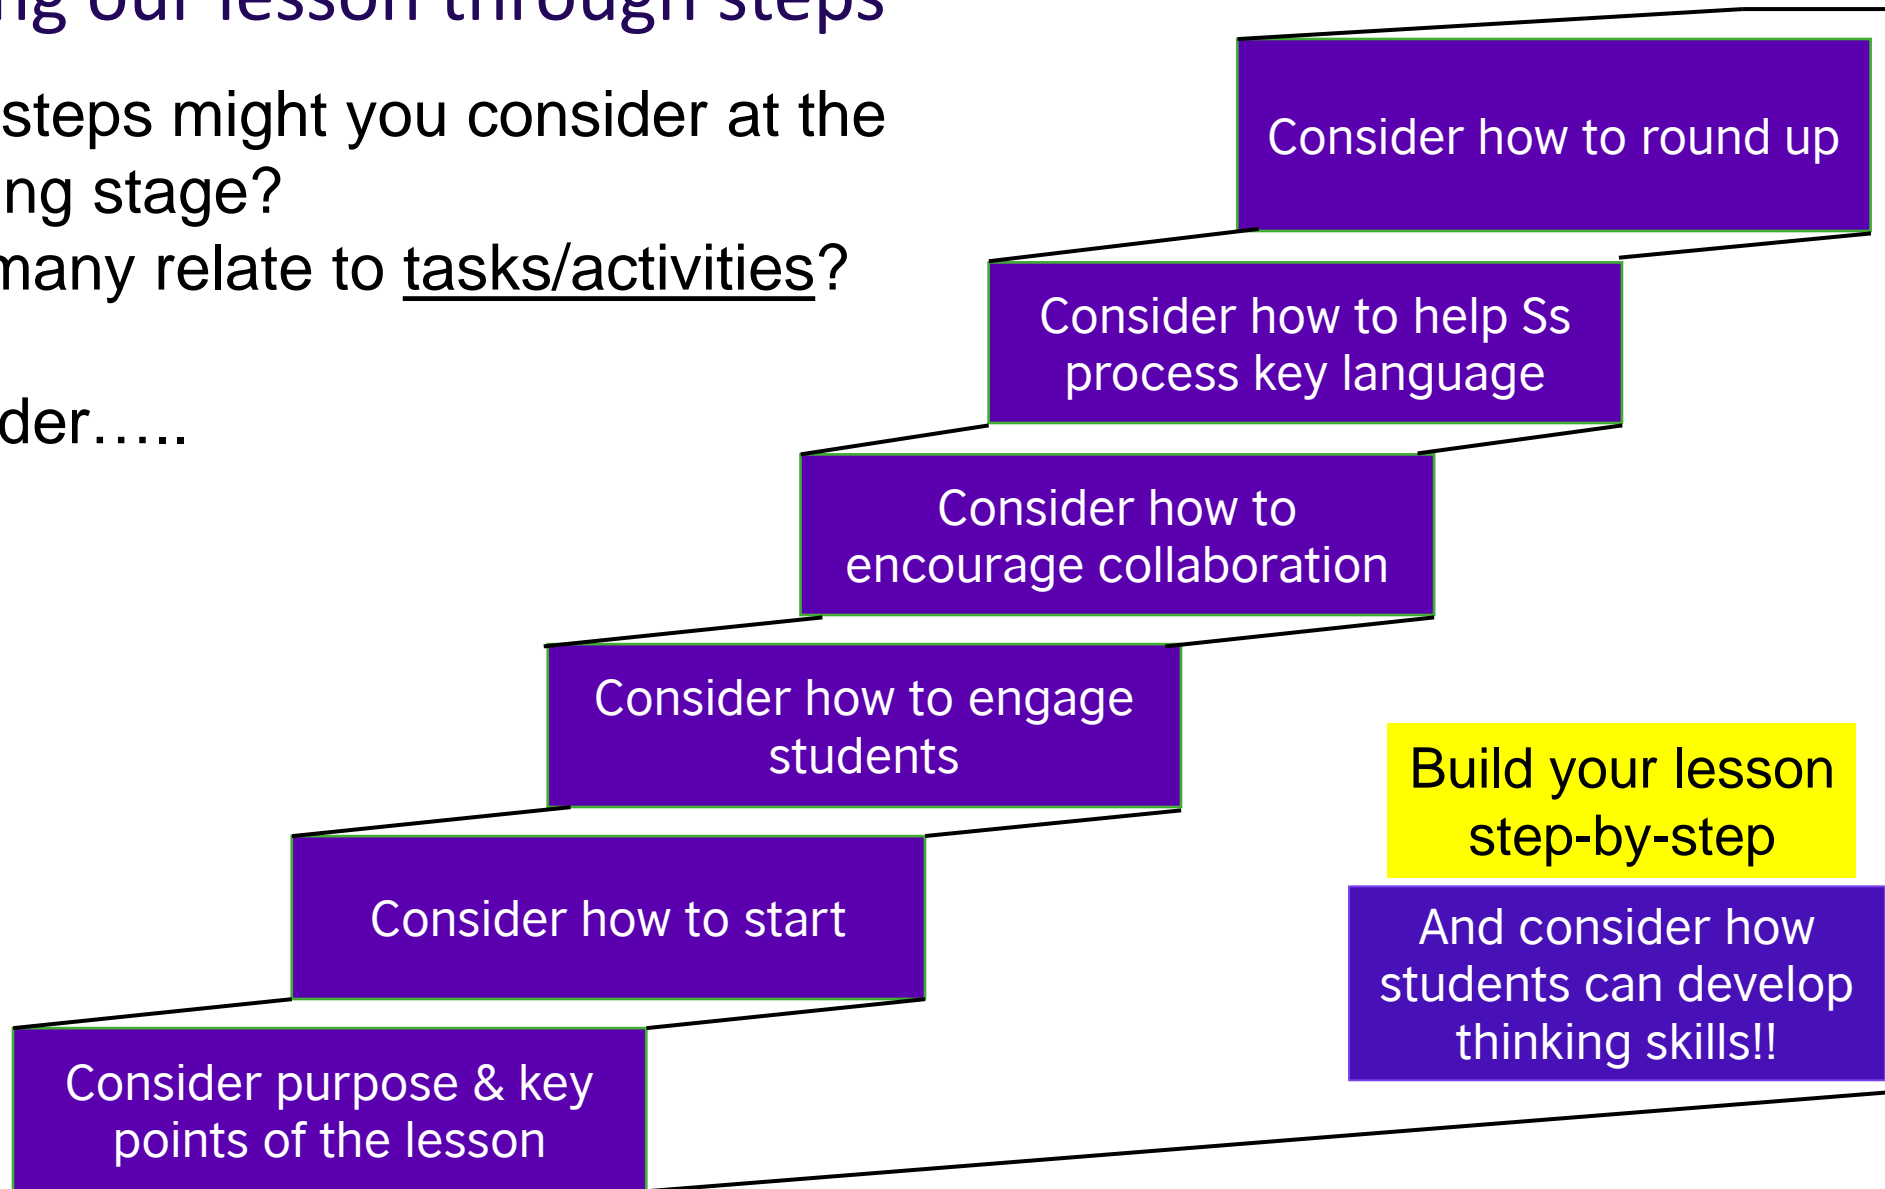 ng our lesson through steps
steps might you consider at the
ng stage?
many relate to tasks/activities?
der.....
Consider how to round up
Consider how to help Ss
process key language
Consider how to
encourage collaboration
Consider how to engage
students
Consider how to start
Consider purpose & key
points of the lesson
Build your lesson
step-by-step
And consider how
students can develop
thinking skills!!